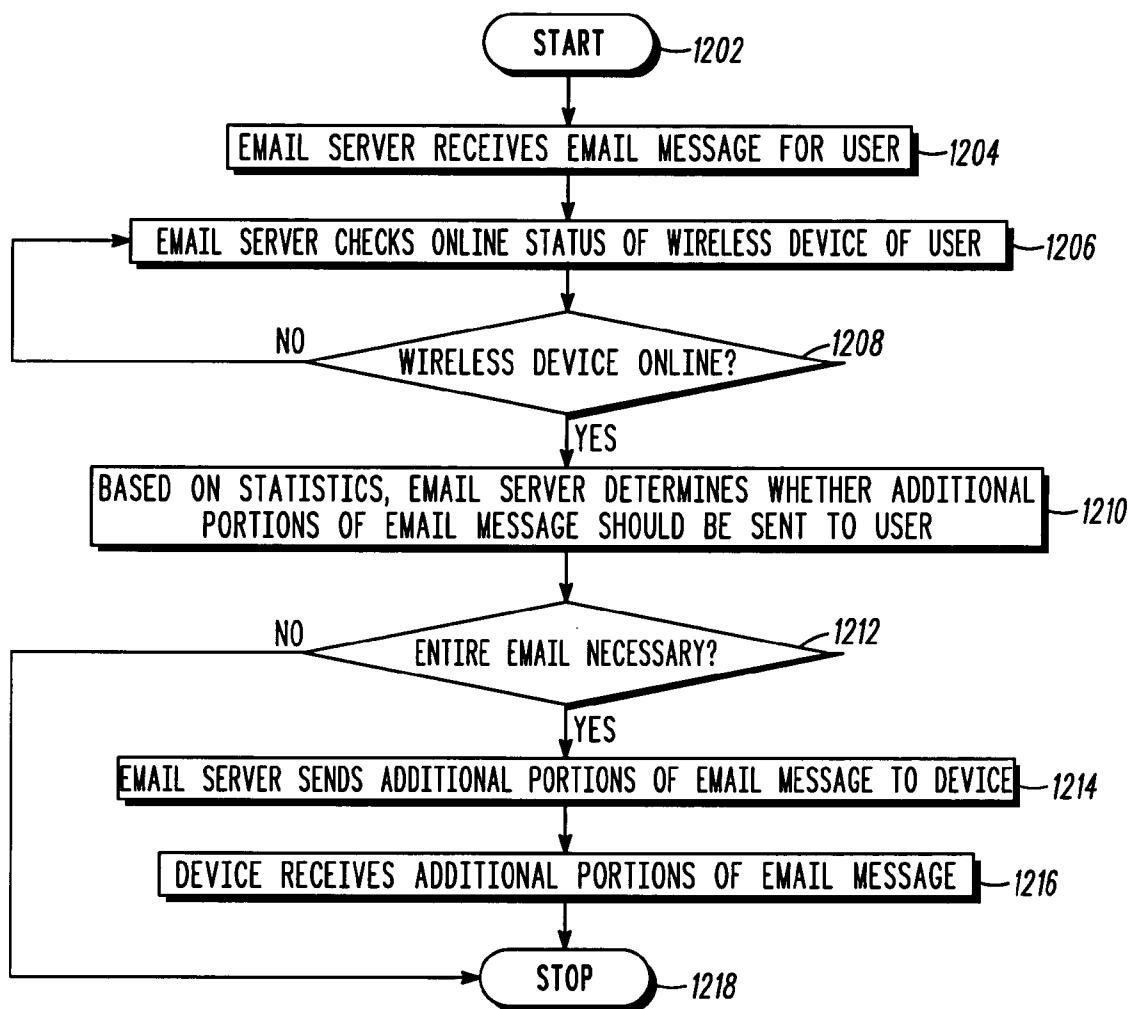 START
1202
EMAIL SERVER RECEIVES EMAIL MESSAGE FOR USER
1204
EMAIL SERVER CHECKS ONLINE STATUS OF WIRELESS DEVICE OF USER
1206
NO
WIRELESS DEVICE ONLINE?
1208
YES
BASED ON STATISTICS, EMAIL SERVER DETERMINES WHETHER ADDITIONAL
PORTIONS OF EMAIL MESSAGE SHOULD BE SENT TO USER
1210
NO
ENTIRE EMAIL NECESSARY?
1212
YES
EMAIL SERVER SENDS ADDITIONAL PORTIONS OF EMAIL MESSAGE TO DEVICE
1214
DEVICE RECEIVES ADDITIONAL PORTIONS OF EMAIL MESSAGE
1216
STOP
1218